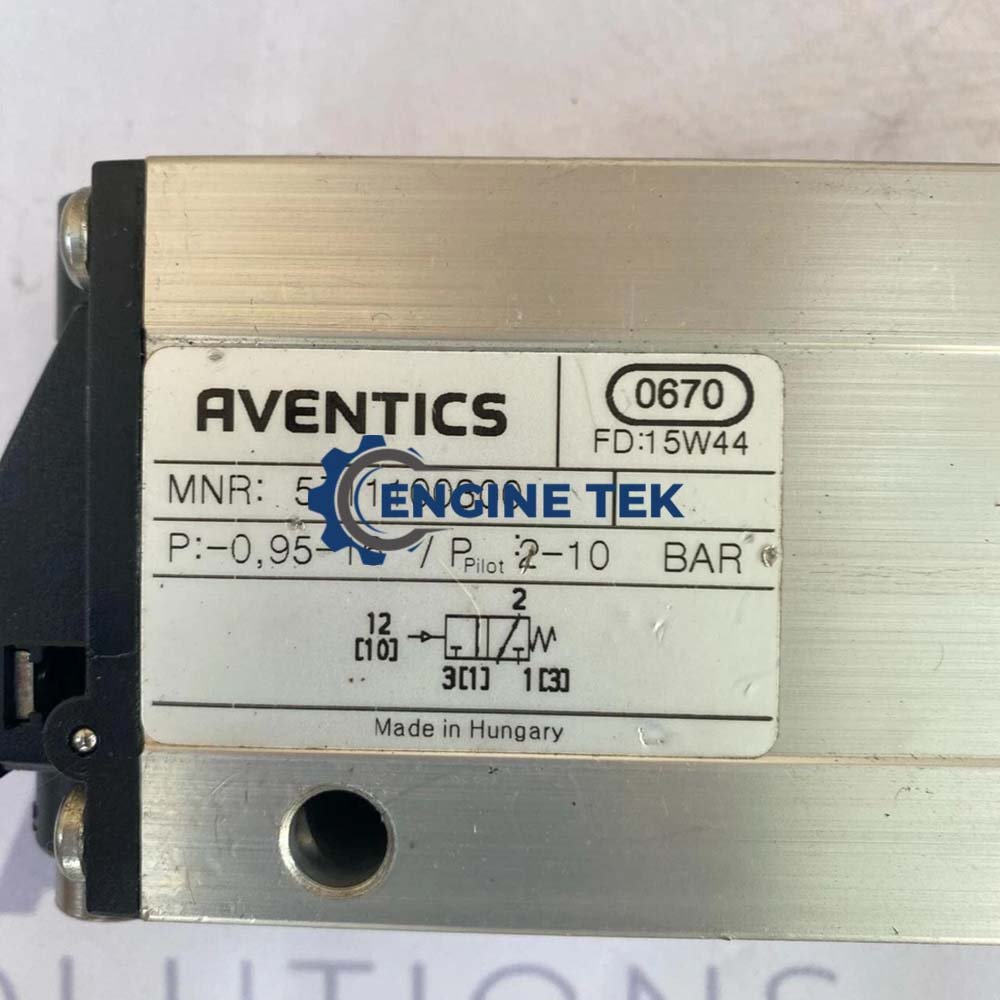 AVENTICS
0670
FD:15W44
MNR:
ENGINE TEK
P:-0,95- / PPilot :2-10 BAR
2
12
[10]
3[1] 1[3]
Made in Hungary
OLUTIONS